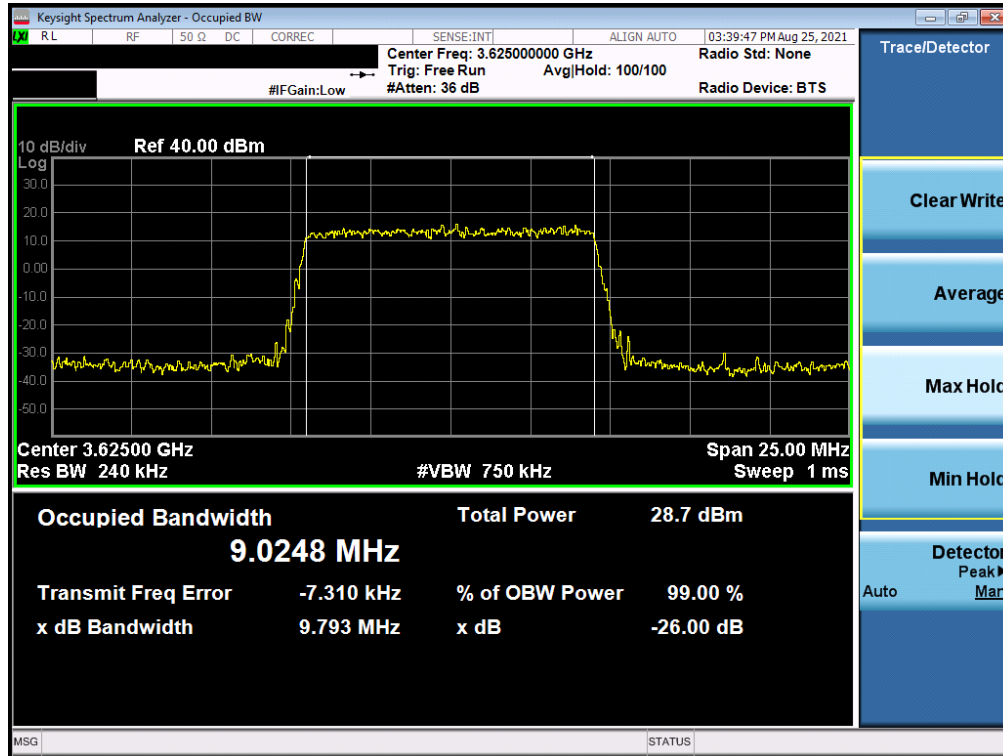 Keysight Spectrum Analyzer - Occupied BW
LXI RL RF 50 Ω DC CORREC SENSE:INT ALIGN AUTO 03:39:47 PM Aug 25, 2021
Center Freq: 3.625000000 GHz Radio Std: None
Trig: Free Run Avg|Hold: 100/100
#IFGain:Low #Atten: 36 dB Radio Device: BTS
Trace/Detector
10 dB/div Ref 40.00 dBm
Log
30.0
20.0
10.0
0.00
-10.0
-20.0
-30.0
-40.0
-50.0
Center 3.62500 GHz Span 25.00 MHz
Res BW 240 kHz #VBW 750 kHz Sweep 1 ms
Occupied Bandwidth Total Power 28.7 dBm
9.0248 MHz
Transmit Freq Error -7.310 kHz % of OBW Power 99.00 %
x dB Bandwidth 9.793 MHz x dB -26.00 dB
Clear Write
Average
Max Hold
Min Hold
Detector
Peak▶
Auto Man
MSG STATUS